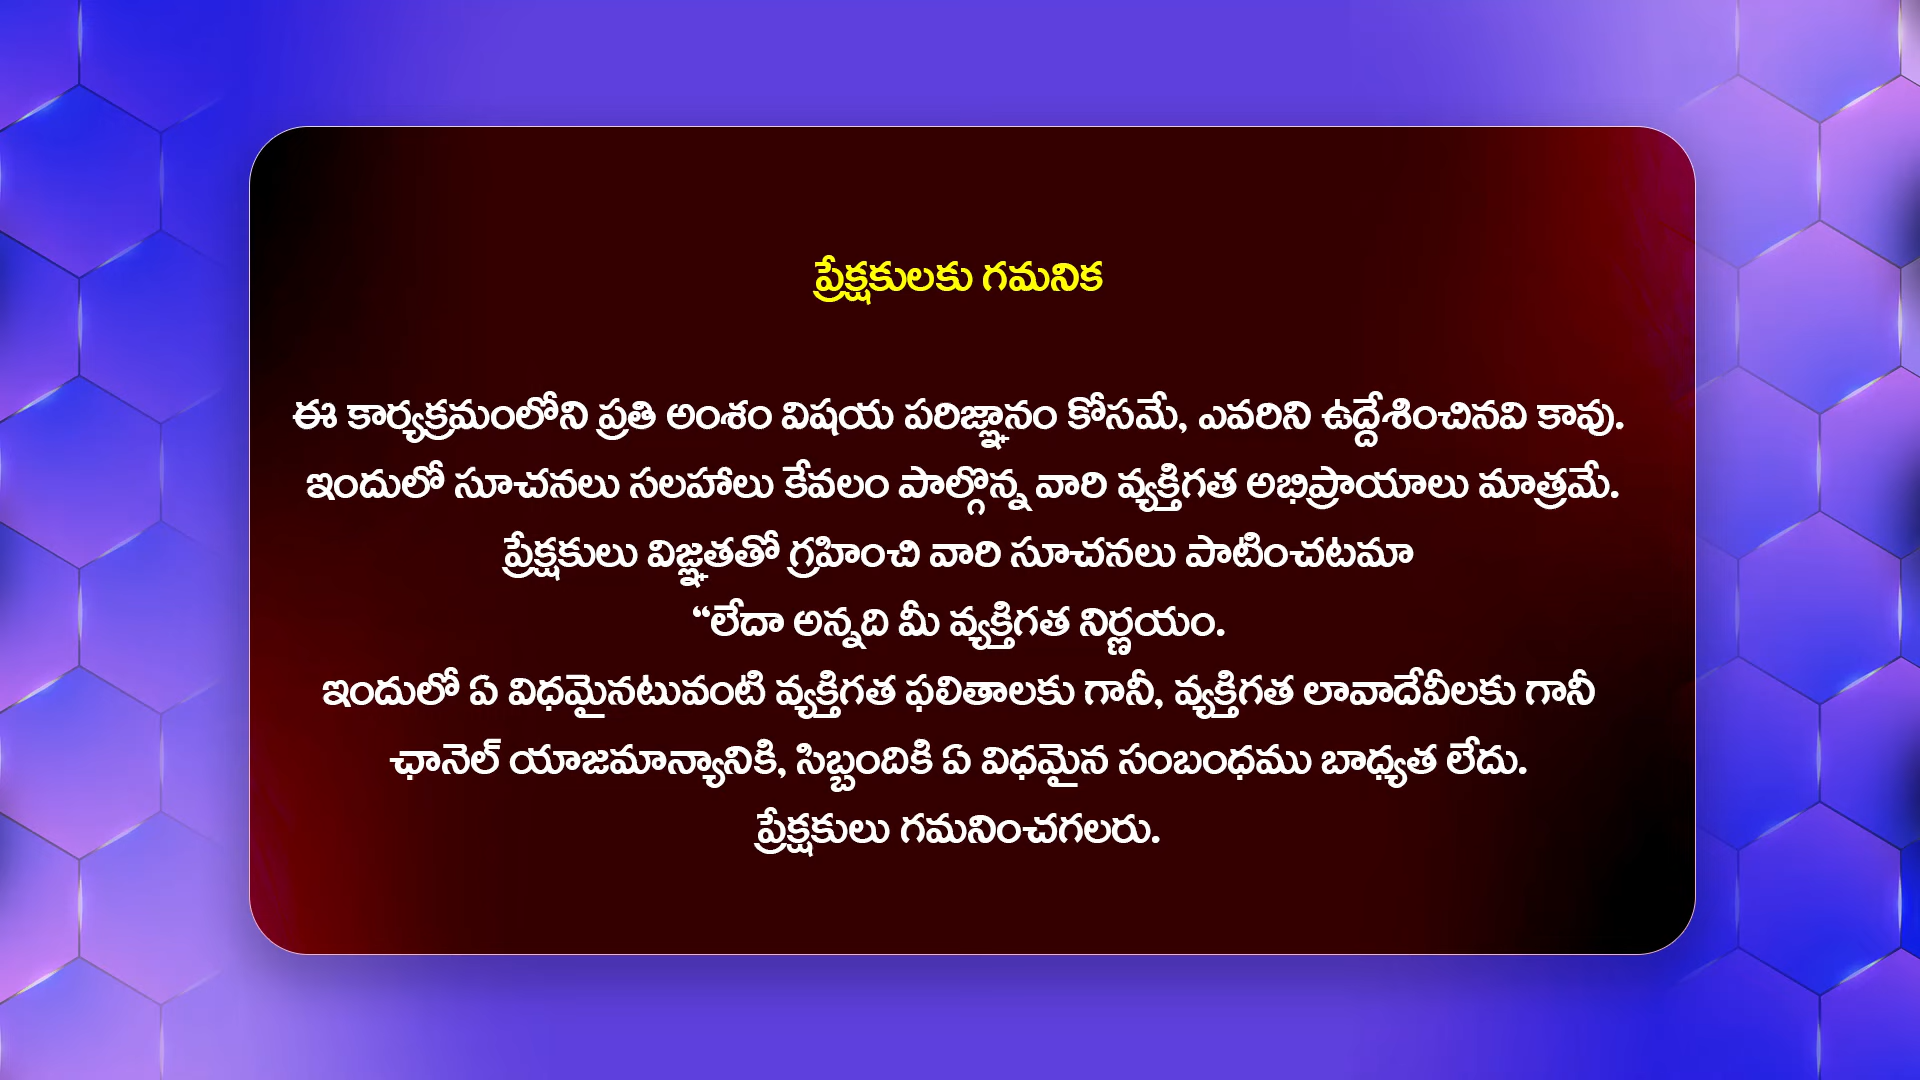 ప్రేక్షకులకు గమనిక
ఈ కార్యక్రమంలోని ప్రతి అంశం విషయ పరిజ్ఞానం కోసమే, ఎవరిని ఉద్దేశించినవి కావు.
ఇందులో సూచనలు సలహాలు కేవలం పాల్గొన్న వారి వ్యక్తిగత అభిప్రాయాలు మాత్రమే.
ప్రేక్షకులు విజ్ఞతతో గ్రహించి వారి సూచనలు పాటించటమా
“లేదా అన్నది మీ వ్యక్తిగత నిర్ణయం.
ఇందులో ఏ విధమైనటువంటి వ్యక్తిగత ఫలితాలకు గానీ, వ్యక్తిగత లావాదేవీలకు గానీ
ఛానెల్ యాజమాన్యానికి, సిబ్బందికి ఏ విధమైన సంబంధము బాధ్యత లేదు.
ప్రేక్షకులు గమనించగలరు.